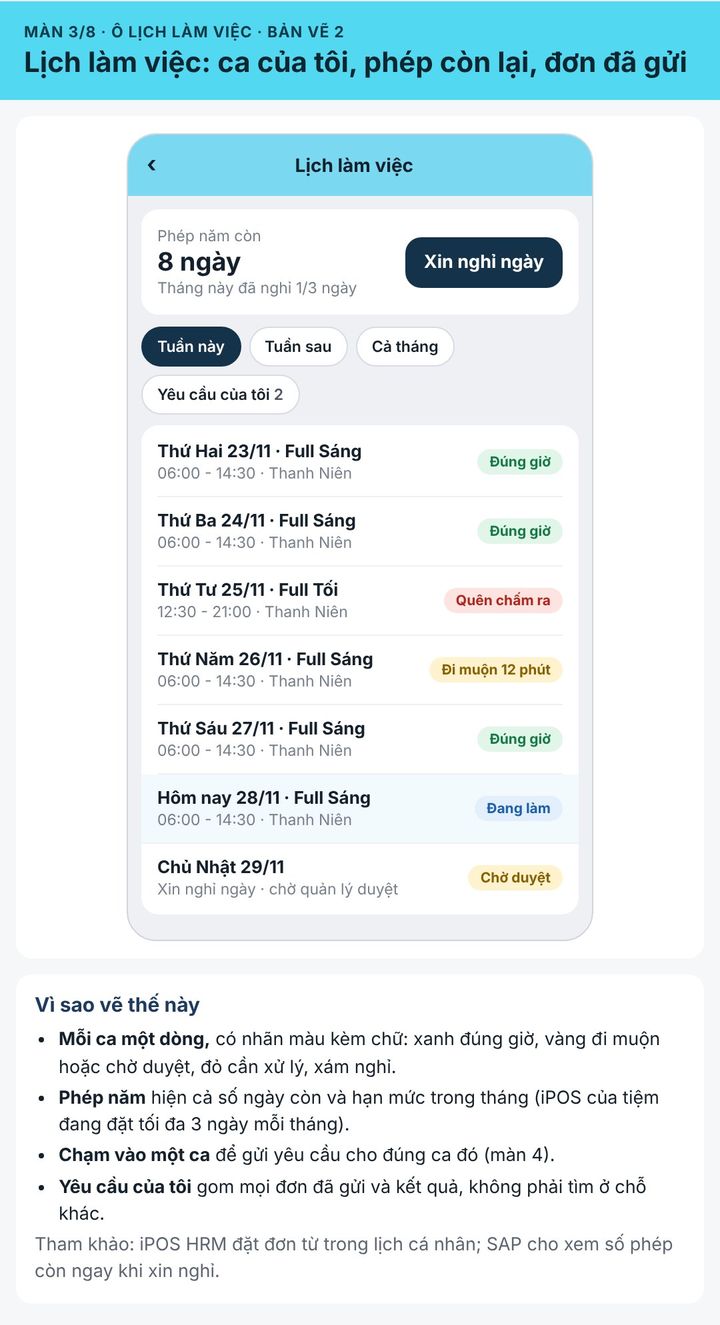 MÀN 3/8 · Ô LỊCH LÀM VIỆC · BẢN VẼ 2
Lịch làm việc: ca của tôi, phép còn lại, đơn đã gửi
‹ Lịch làm việc
Phép năm còn
8 ngày
Tháng này đã nghỉ 1/3 ngày
Xin nghỉ ngày
Tuần này Tuần sau Cả tháng
Yêu cầu của tôi 2
Thứ Hai 23/11 · Full Sáng
06:00 - 14:30 · Thanh Niên
Đúng giờ
Thứ Ba 24/11 · Full Sáng
06:00 - 14:30 · Thanh Niên
Đúng giờ
Thứ Tư 25/11 · Full Tối
12:30 - 21:00 · Thanh Niên
Quên chấm ra
Thứ Năm 26/11 · Full Sáng
06:00 - 14:30 · Thanh Niên
Đi muộn 12 phút
Thứ Sáu 27/11 · Full Sáng
06:00 - 14:30 · Thanh Niên
Đúng giờ
Hôm nay 28/11 · Full Sáng
06:00 - 14:30 · Thanh Niên
Đang làm
Chủ Nhật 29/11
Xin nghỉ ngày · chờ quản lý duyệt
Chờ duyệt
Vì sao vẽ thế này
• Mỗi ca một dòng, có nhãn màu kèm chữ: xanh đúng giờ, vàng đi muộn
hoặc chờ duyệt, đỏ cần xử lý, xám nghỉ.
• Phép năm hiện cả số ngày còn và hạn mức trong tháng (iPOS của tiệm
đang đặt tối đa 3 ngày mỗi tháng).
• Chạm vào một ca để gửi yêu cầu cho đúng ca đó (màn 4).
• Yêu cầu của tôi gom mọi đơn đã gửi và kết quả, không phải tìm ở chỗ
khác.
Tham khảo: iPOS HRM đặt đơn từ trong lịch cá nhân; SAP cho xem số phép
còn ngay khi xin nghỉ.